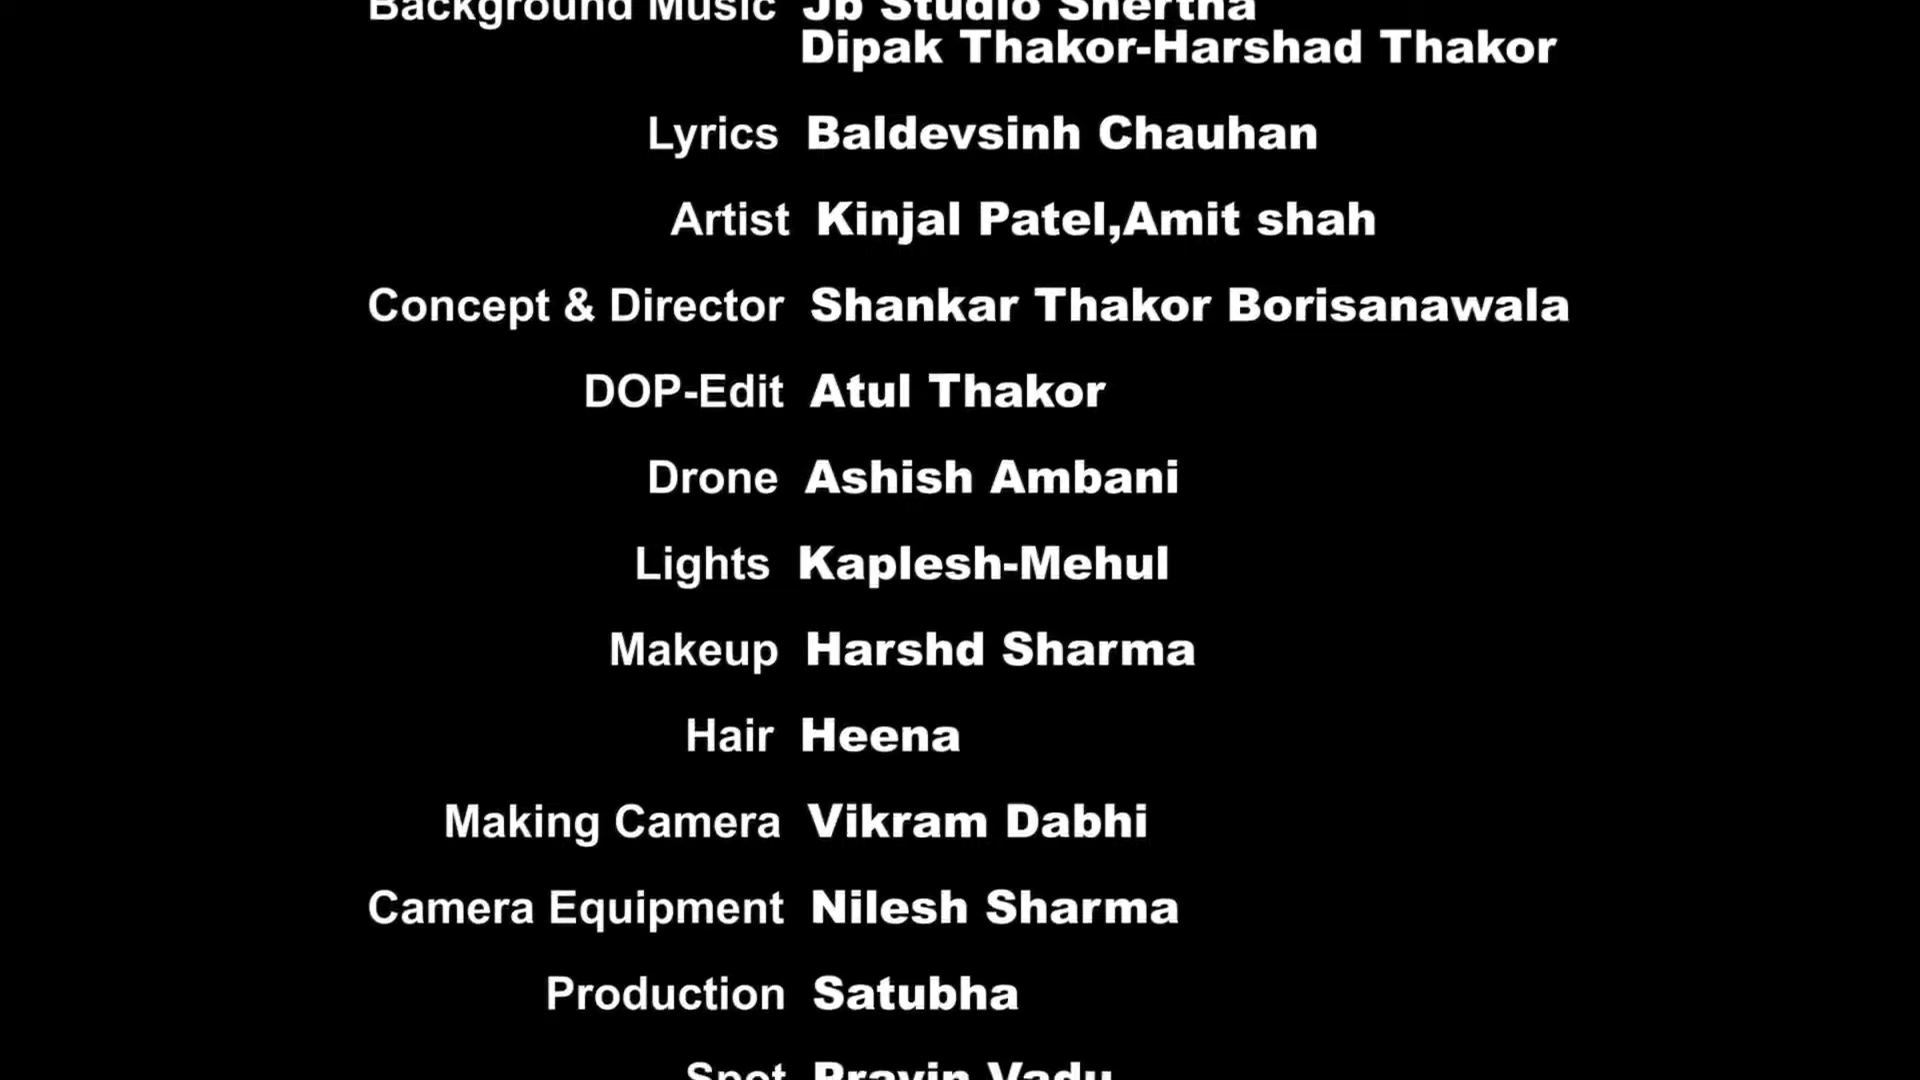 Background Music Jb Studio Shertha
Dipak Thakor-Harshad Thakor
Lyrics Baldevsinh Chauhan
Artist Kinjal Patel,Amit shah
Concept & Director Shankar Thakor Borisanawala
DOP-Edit Atul Thakor
Drone Ashish Ambani
Lights Kaplesh-Mehul
Makeup Harshd Sharma
Hair Heena
Making Camera Vikram Dabhi
Camera Equipment Nilesh Sharma
Production Satubha
Spot Pravin Vadu